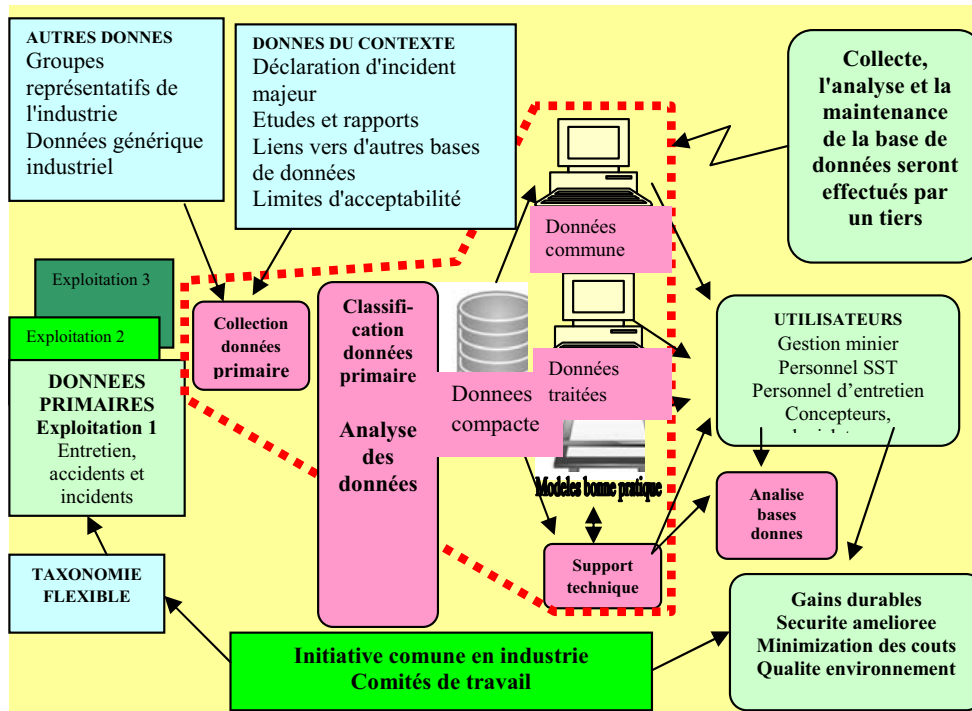 AUTRES DONNES
Groupes
représentatifs de
l'industrie
Données générique
industriel
DONNES DU CONTEXTE
Déclaration d'incident
majeur
Etudes et rapports
Liens vers d'autres bases
de données
Limites d'acceptabilité
Collecte,
l'analyse et la
maintenance
de la base de
données seront
effectués par
un tiers
Exploitation 3
Exploitation 2
DONNEES
PRIMAIRES
Exploitation 1
Entretien,
accidents et
incidents
Collection
données
primaire
Classifi-
cation
données
primaire
Analyse
des
données
Donnees
compacte
Données
commune
Données
traitées
Modeles bonne pratique
Support
technique
UTILISATEURS
Gestion minier
Personnel SST
Personnel d’entretien
Concepteurs,
Analise
bases
donnes
TAXONOMIE
FLEXIBLE
Initiative comune en industrie
Comités de travail
Gains durables
Securite amelioree
Minimization des couts
Qualite environnement